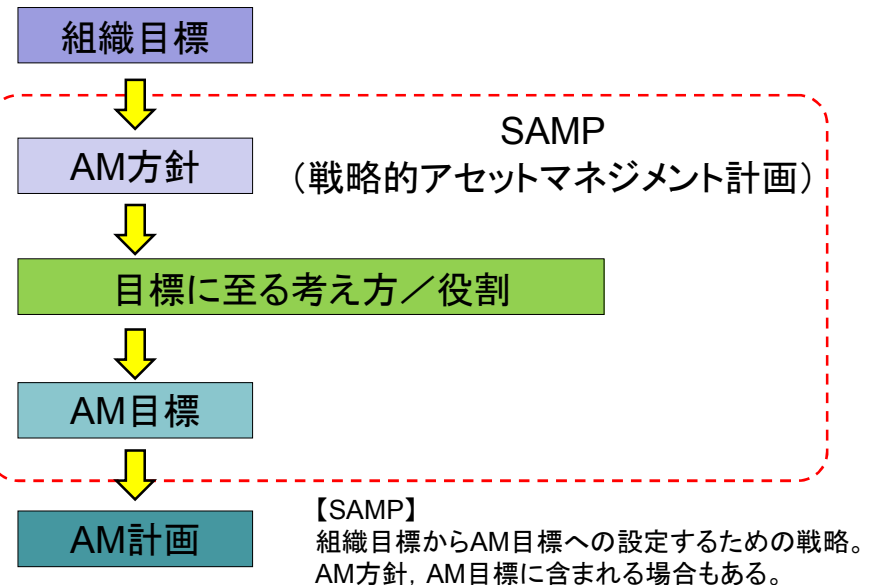 組織目標
SAMP
AM方針
（戦略的アセットマネジメント計画）
目標に至る考え方／役割
AM目標
AM計画
【SAMP】
組織目標からAM目標への設定するための戦略。
AM方針，AM目標に含まれる場合もある。